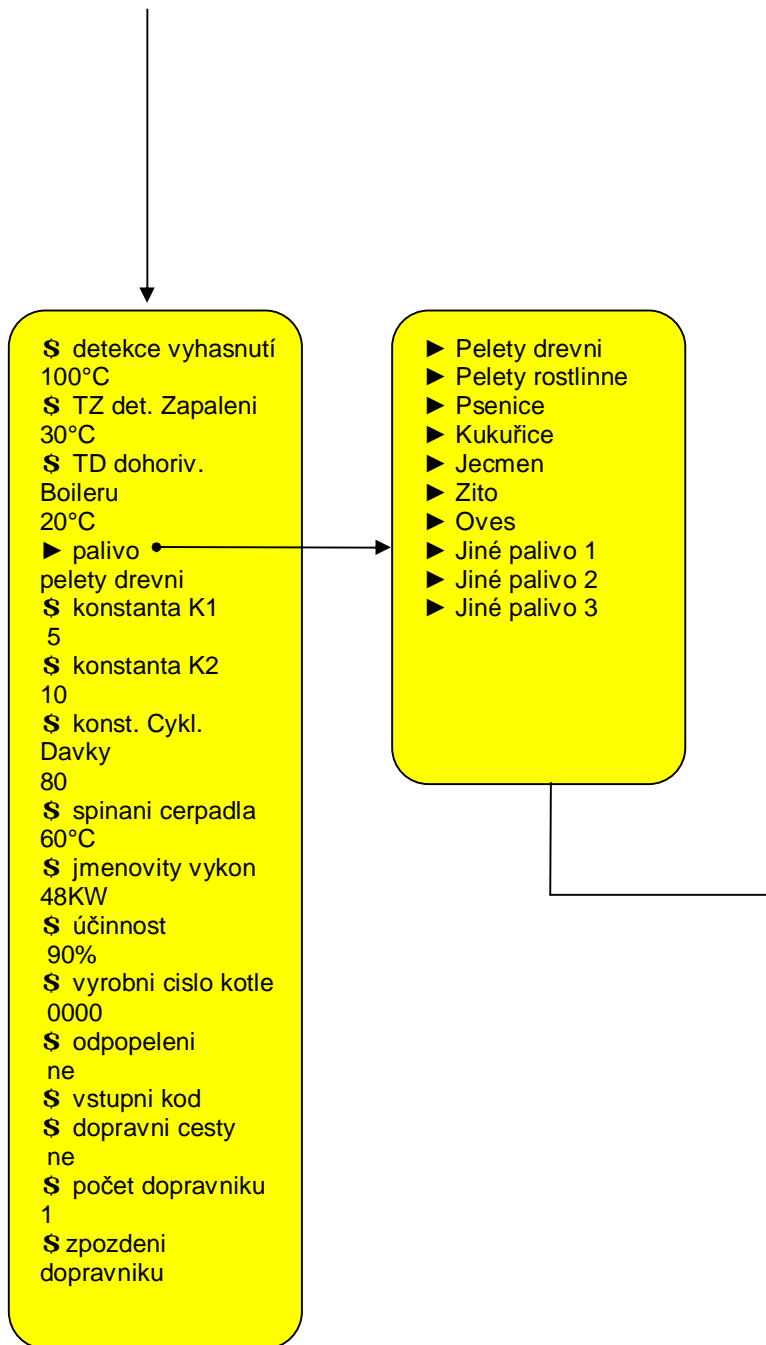 $ detekce vyhasnutí
100°C
$ TZ det. Zapaleni
30°C
$ TD dohoriv.
Boileru
20°C
► palivo
pelety drevni
$ konstanta K1
5
$ konstanta K2
10
$ konst. Cykl.
Davky
80
$ spinani cerpadla
60°C
$ jmenovity vykon
48KW
$ účinnost
90%
$ vyrobni cislo kotle
0000
$ odpopeleni
ne
$ vstupni kod
$ dopravni cesty
ne
$ počet dopravniku
1
$ zpozdeni
dopravniku
► Pelety drevni
► Pelety rostlinne
► Psenice
► Kukuřice
► Jecmen
► Zito
► Oves
► Jiné palivo 1
► Jiné palivo 2
► Jiné palivo 3